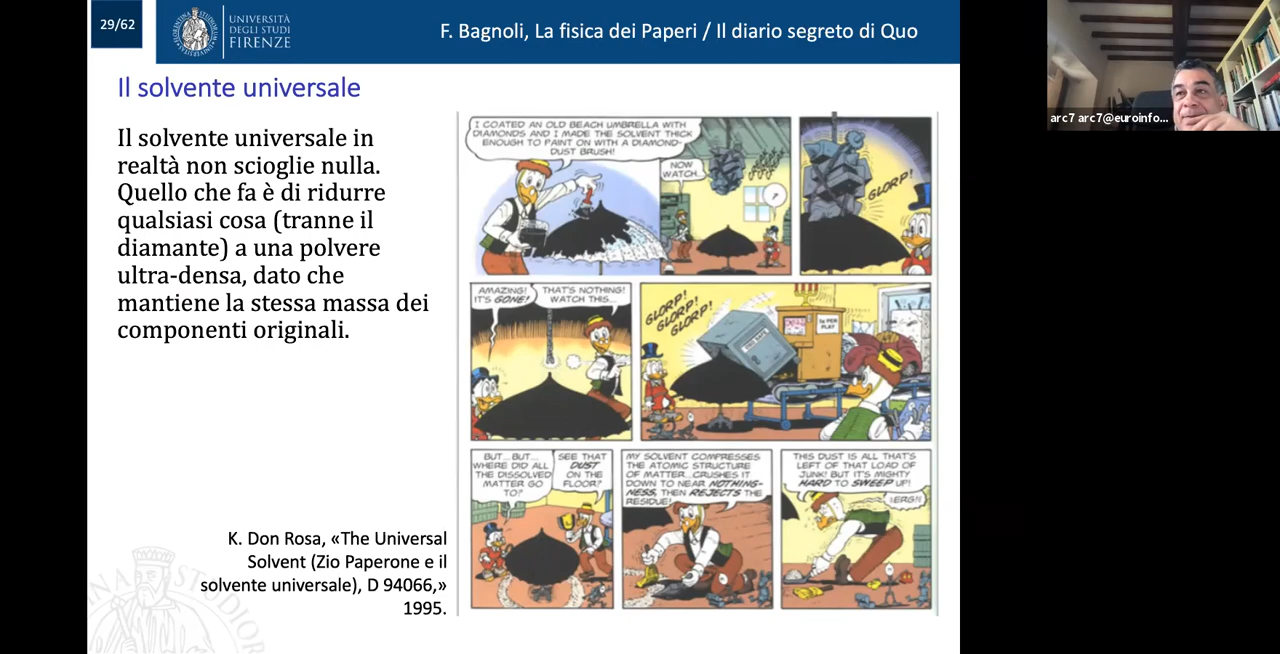 29/62
UNIVERSITÀ
DEGLI STUDI
FIRENZE
F. Bagnoli, La fisica dei Paperi / Il diario segreto di Quo
arc7 arc7@euroinfo...
Il solvente universale
Il solvente universale in
realtà non scioglie nulla.
Quello che fa è di ridurre
qualsiasi cosa (tranne il
diamante) a una polvere
ultra-densa, dato che
mantiene la stessa massa dei
componenti originali.
K. Don Rosa, «The Universal
Solvent (Zio Paperone e il
solvente universale), D 94066,»
1995.
I COATED AN OLD BEACH UMBRELLA WITH
DIAMONDS AND I MADE THE SOLVENT THICK
ENOUGH TO PAINT ON WITH A DIAMOND-
DUST BRUSH!
NOW
WATCH...
GLORP!
AMAZING!
IT'S GONE!
THAT'S NOTHING!
WATCH THIS...
GLORP!
GLORP!
GLORP!
BUT... BUT...
WHERE DID ALL
THE DISSOLVED
MATTER GO
TO?
SEE THAT
DUST
ON THE
FLOOR?
MY SOLVENT COMPRESSES
THE ATOMIC STRUCTURE
OF MATTER...CRUSHES IT
DOWN TO NEAR NOTHING-
NESS, THEN REJECTS THE
RESIDUE!
THIS DUST IS ALL THAT'S
LEFT OF THAT LOAD OF
JUNK! BUT IT'S MIGHTY
HARD TO SWEEP UP!